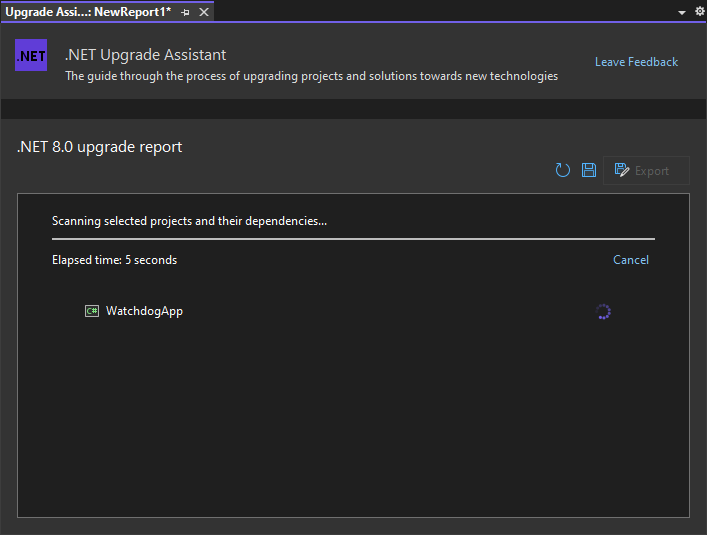 Upgrade Assi...: NewReport1*
.NET
.NET Upgrade Assistant
The guide through the process of upgrading projects and solutions towards new technologies
Leave Feedback
.NET 8.0 upgrade report
Export
Scanning selected projects and their dependencies...
Elapsed time: 5 seconds
Cancel
C# WatchdogApp